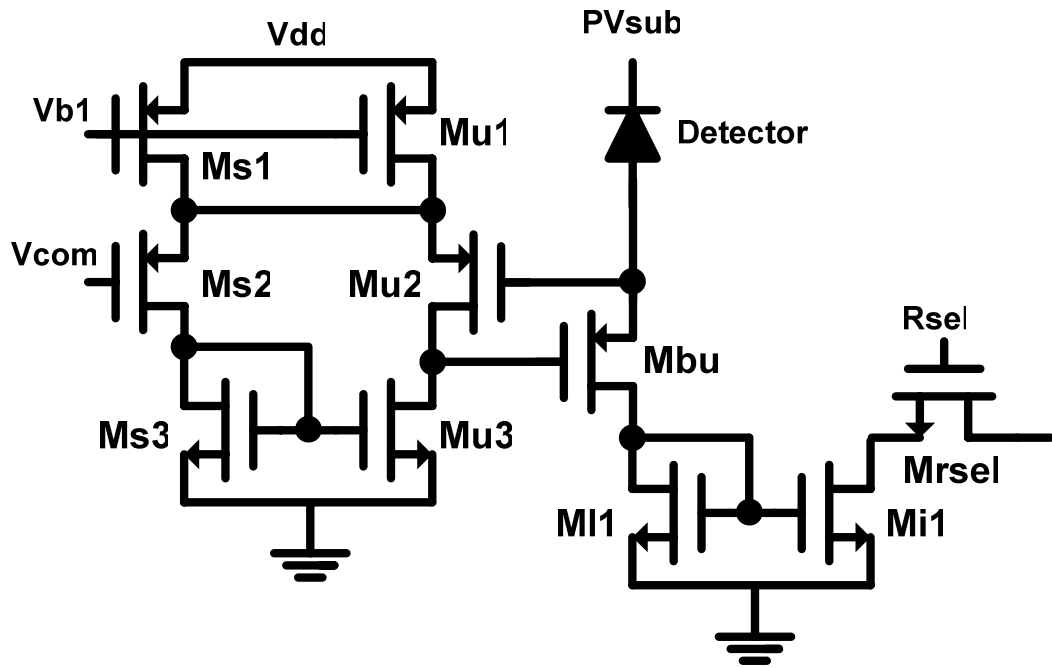 Vdd
PVsub
Vb1
Mu1
Detector
Ms1
Vcom
Ms2
Mu2
Rsel
Mbu
Ms3
Mu3
Mrsel
Ml1
Mi1